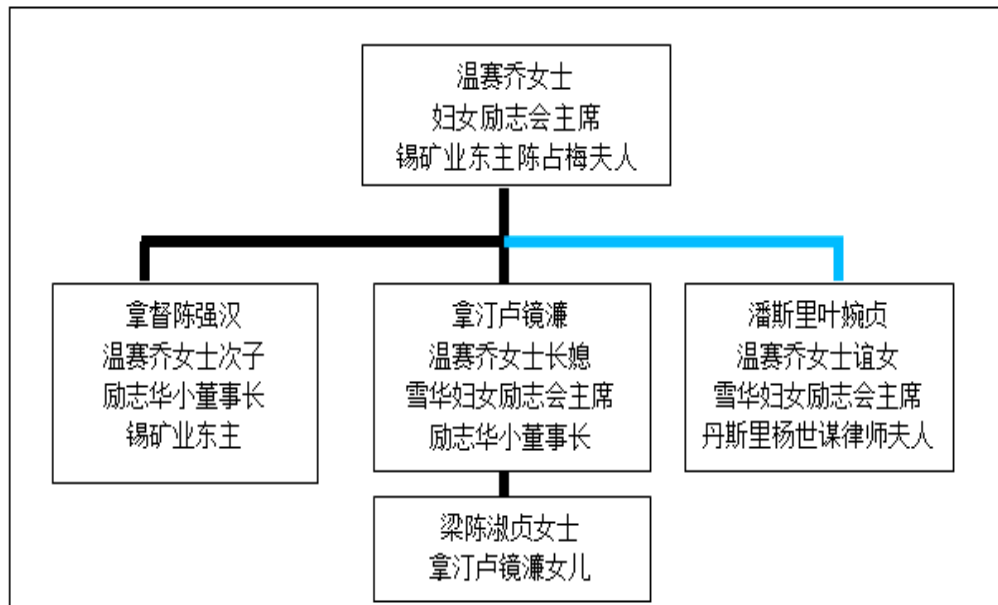 温赛乔女士
妇女励志会主席
锡矿业东主陈占梅夫人
拿督陈强汉
温赛乔女士次子
励志华小董事长
锡矿业东主
拿汀卢镜濂
温赛乔女士长媳
雪华妇女励志会主席
励志华小董事长
潘斯里叶婉贞
温赛乔女士谊女
雪华妇女励志会主席
丹斯里杨世谋律师夫人
梁陈淑贞女士
拿汀卢镜濂女儿